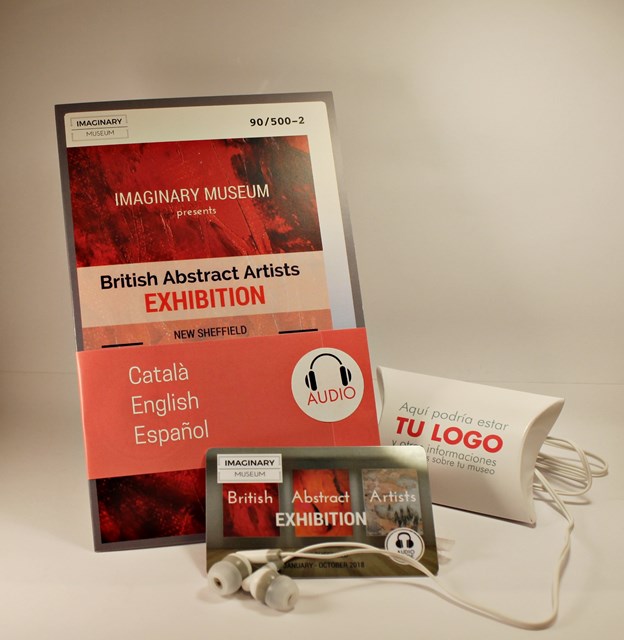 IMAGINARY
MUSEUM
90/500-2
IMAGINARY MUSEUM
presents
British Abstract Artists
EXHIBITION
NEW SHEFFIELD
Català
English
Español
AUDIO
Aquí podría estar
TU LOGO
y otras informaciones
sobre tu museo
IMAGINARY
MUSEUM
British Abstract Artists
EXHIBITION
AUDIO
JANUARY - OCTOBER 2018